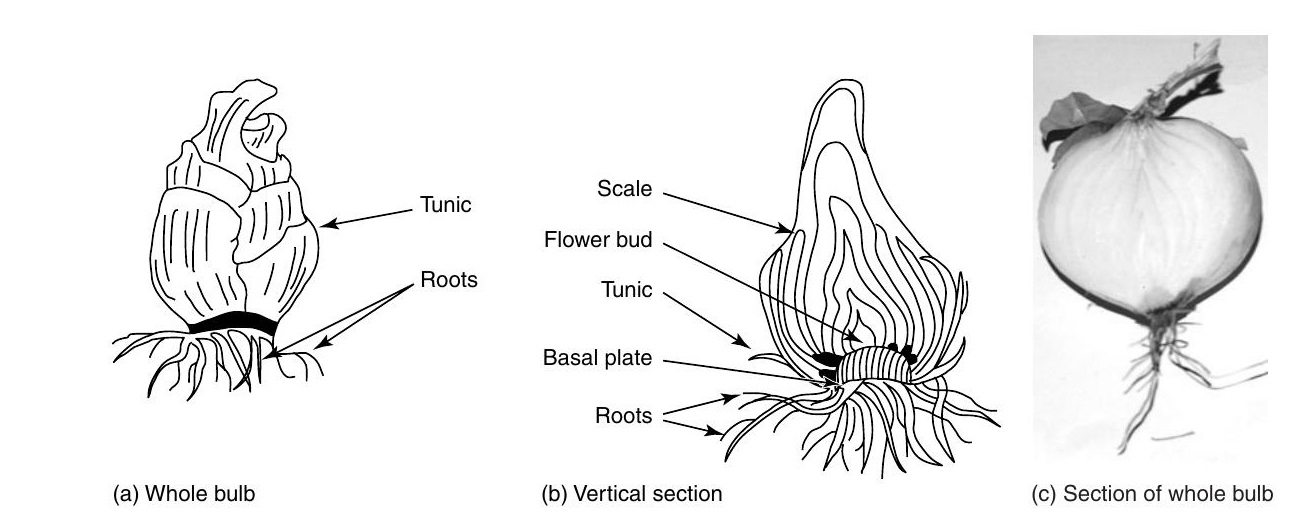 Tunic
Roots
(a) Whole bulb
Scale
Flower bud
Tunic
Basal plate
Roots
(b) Vertical section
(c) Section of whole bulb